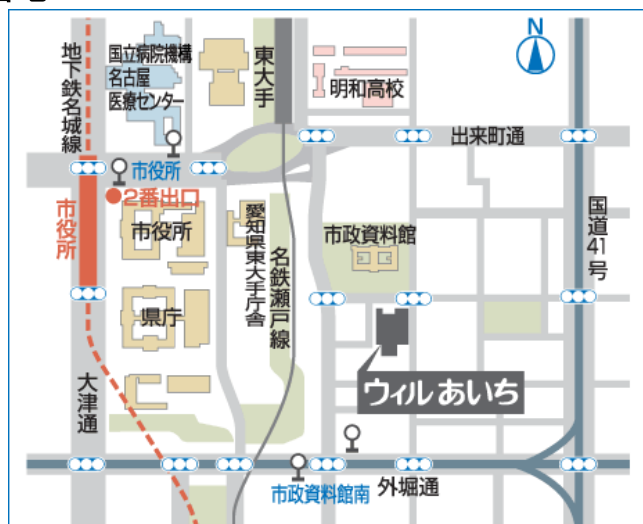 地下鉄名城線
国立病院機構
名古屋
医療センター
東大手
明和高校
N
出来町通
市役所
2番出口
市役所
市役所
愛知県東大手庁舎
名鉄瀬戸線
市政資料館
国道41号
県庁
大津通
ウィルあいち
市政資料館南
外堀通